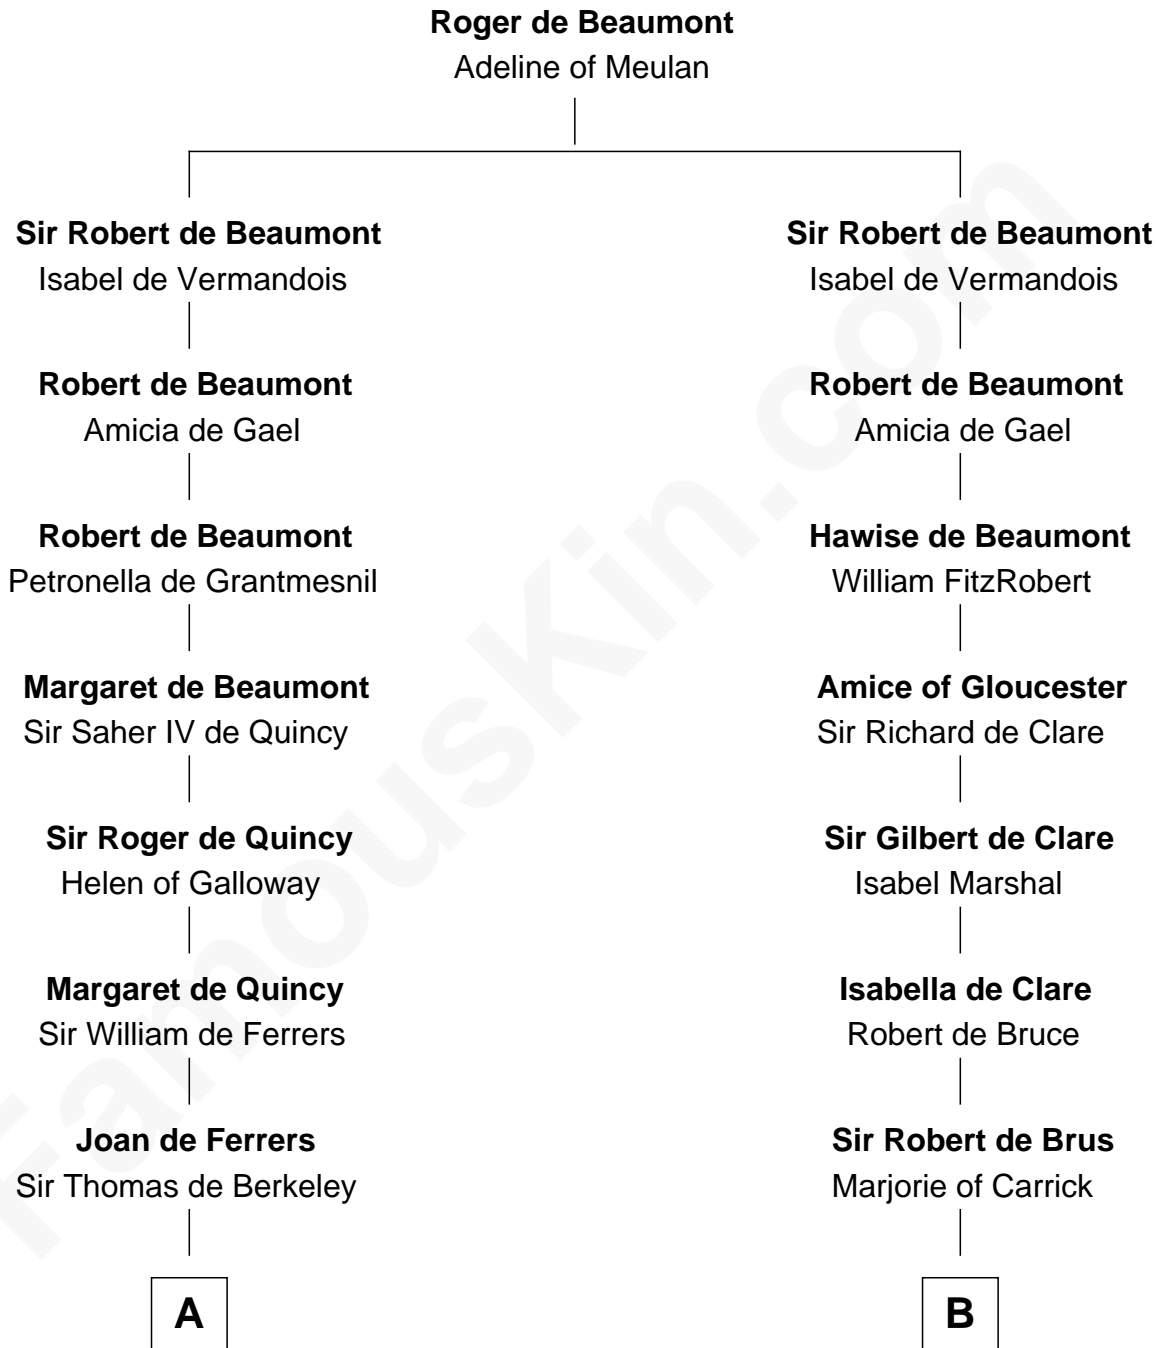 Roger de Beaumont
Adeline of Meulan
Sir Robert de Beaumont
Isabel de Vermandois
Robert de Beaumont
Amicia de Gael
Robert de Beaumont
Petronella de Grantmesnil
Margaret de Beaumont
Sir Saher IV de Quincy
Sir Roger de Quincy
Helen of Galloway
Margaret de Quincy
Sir William de Ferrers
Joan de Ferrers
Sir Thomas de Berkeley
A
Sir Robert de Beaumont
Isabel de Vermandois
Robert de Beaumont
Amicia de Gael
Hawise de Beaumont
William FitzRobert
Amice of Gloucester
Sir Richard de Clare
Sir Gilbert de Clare
Isabel Marshal
Isabella de Clare
Robert de Bruce
Sir Robert de Brus
Marjorie of Carrick
B
FamousKin.com